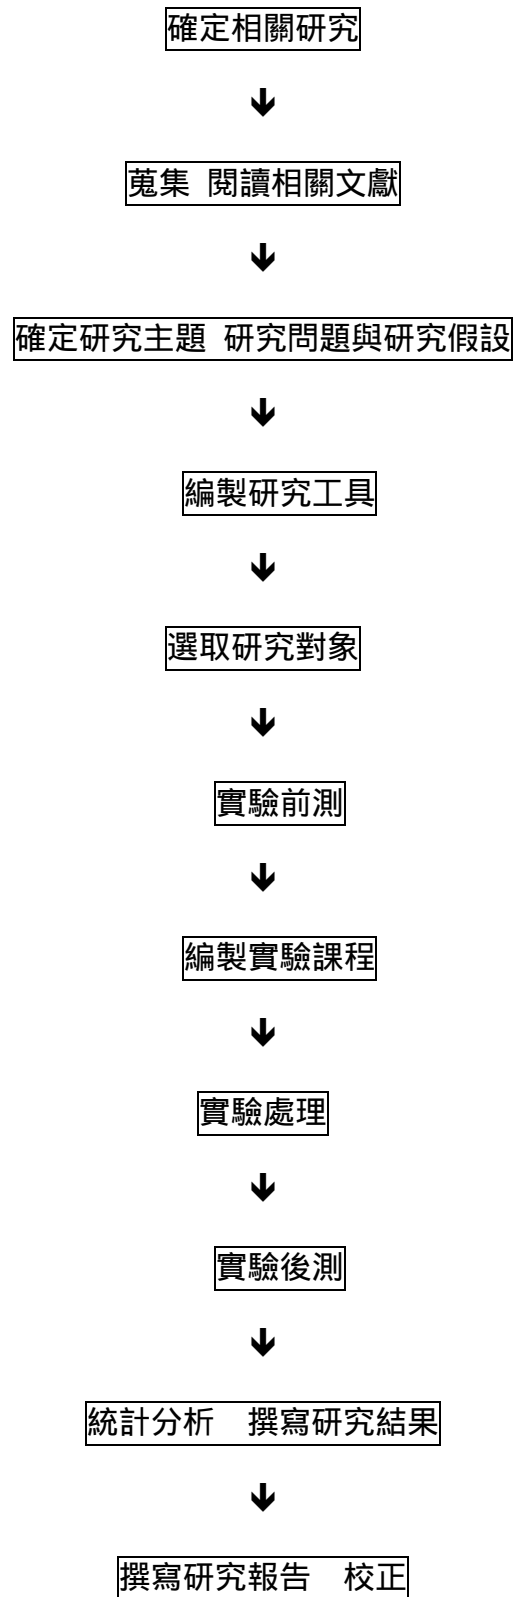 確定相關研究
蒐集 閱讀相關文獻
確定研究主題 研究問題與研究假設
編製研究工具
選取研究對象
實驗前測
編製實驗課程
實驗處理
實驗後測
統計分析　撰寫研究結果
撰寫研究報告　校正